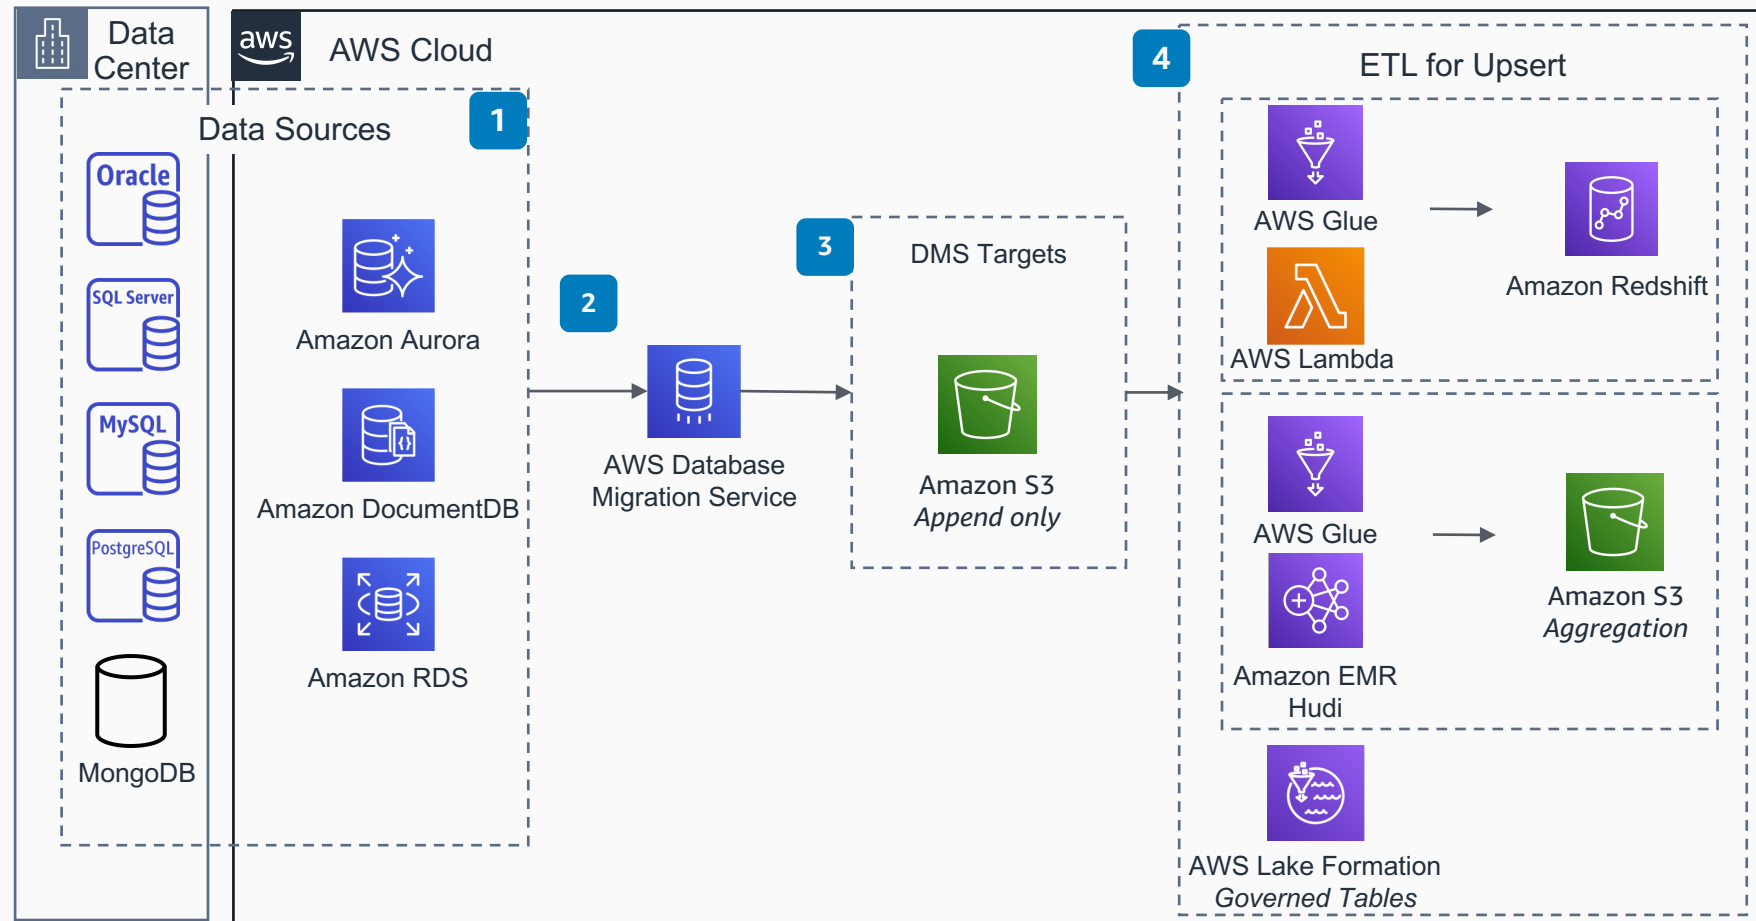 Data
Center
aws
AWS Cloud
Data Sources
1
Oracle
SQL Server
MySQL
PostgreSQL
MongoDB
Amazon Aurora
Amazon DocumentDB
Amazon RDS
2
AWS Database
Migration Service
3
DMS Targets
Amazon S3
Append only
4
ETL for Upsert
AWS Glue
AWS Lambda
Amazon Redshift
AWS Glue
Amazon EMR
Hudi
Amazon S3
Aggregation
AWS Lake Formation
Governed Tables